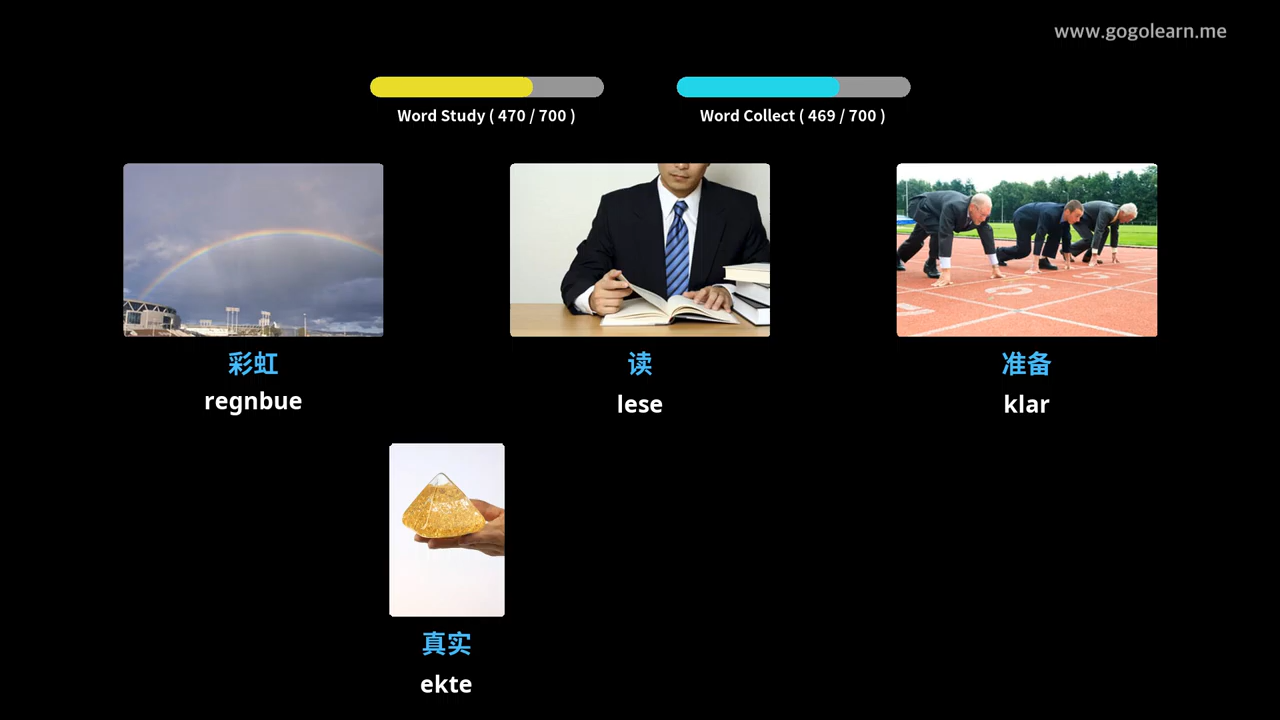 www.gogolearn.me
Word Study ( 470 / 700 )
Word Collect ( 469 / 700 )
彩虹
regnbue
读
lese
准备
klar
真实
ekte